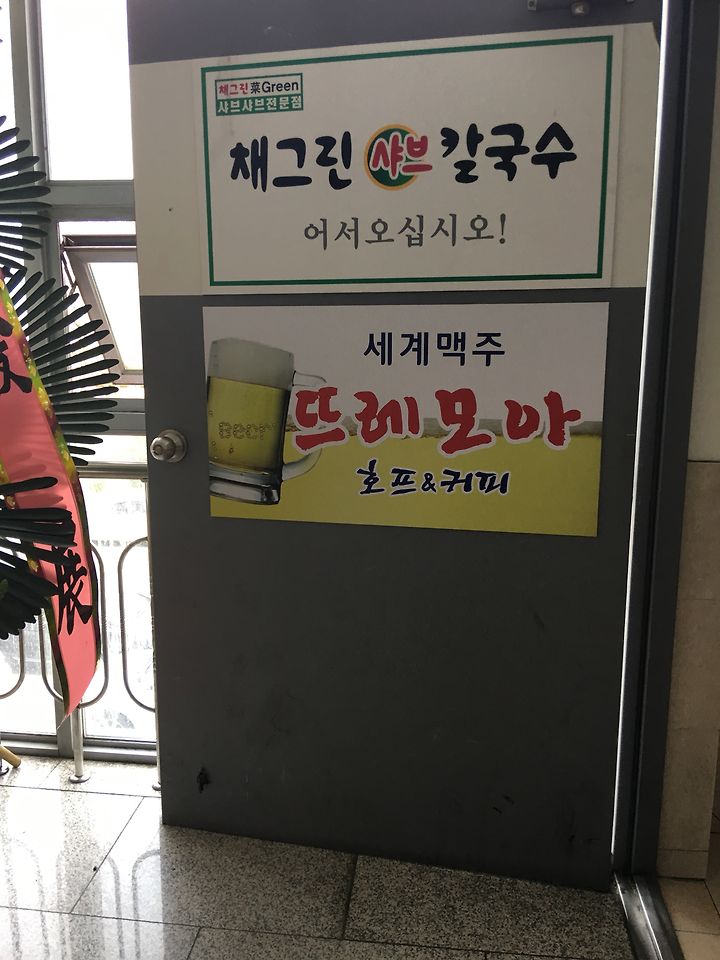 채그린菜Green
샤브샤브전문점
채그린 샤브 칼국수
어서오십시오!
세계맥주
Beer
뜨레모아
호프&커피
展